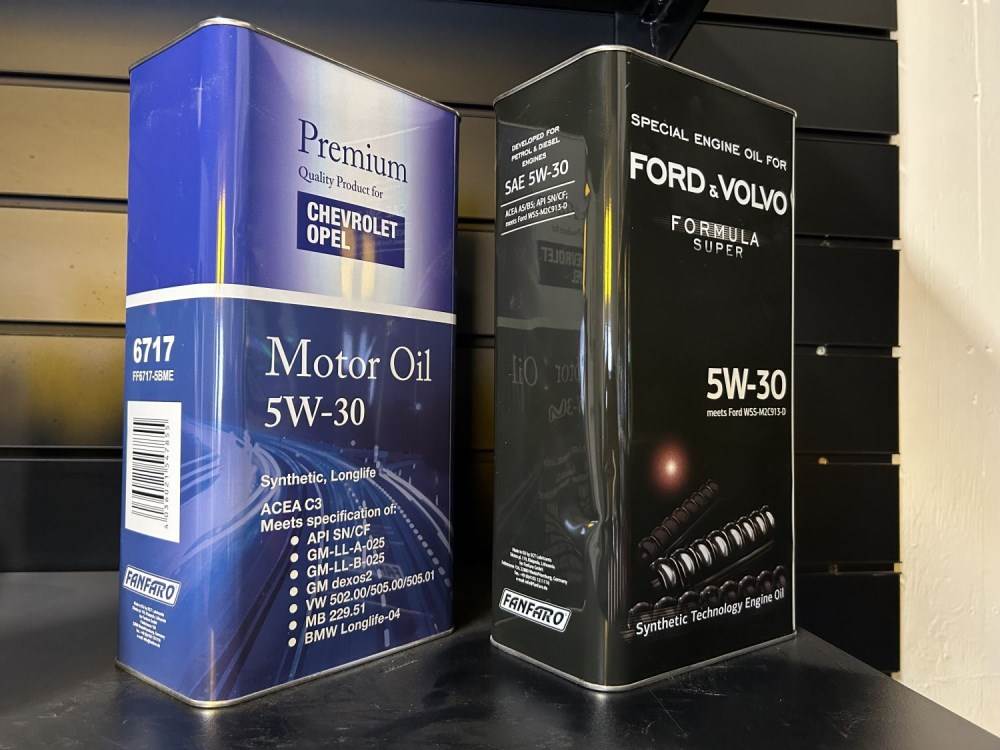 Premium
Quality Product for
CHEVROLET
OPEL
6717
FF6717-5BME
Motor Oil
5W-30
Synthetic, Longlife
ACEA C3
Meets specification of:
API SN/CF
GM-LL-A-025
GM-LL-B-025
GM dexos2
VW 502.00/505.00/505.01
MB 229.51
BMW Longlife-04
FANFARO
DEVELOPED FOR
PETROL & DIESEL
ENGINES
SAE 5W-30
ACEA A5/B5; API SN/CF;
meets Ford WSS-M2C913-D
FANFARO
SPECIAL ENGINE OIL FOR
FORD & VOLVO
FORMULA
SUPER
5W-30
meets Ford WSS-M2C913-D
Synthetic Technology Engine Oil